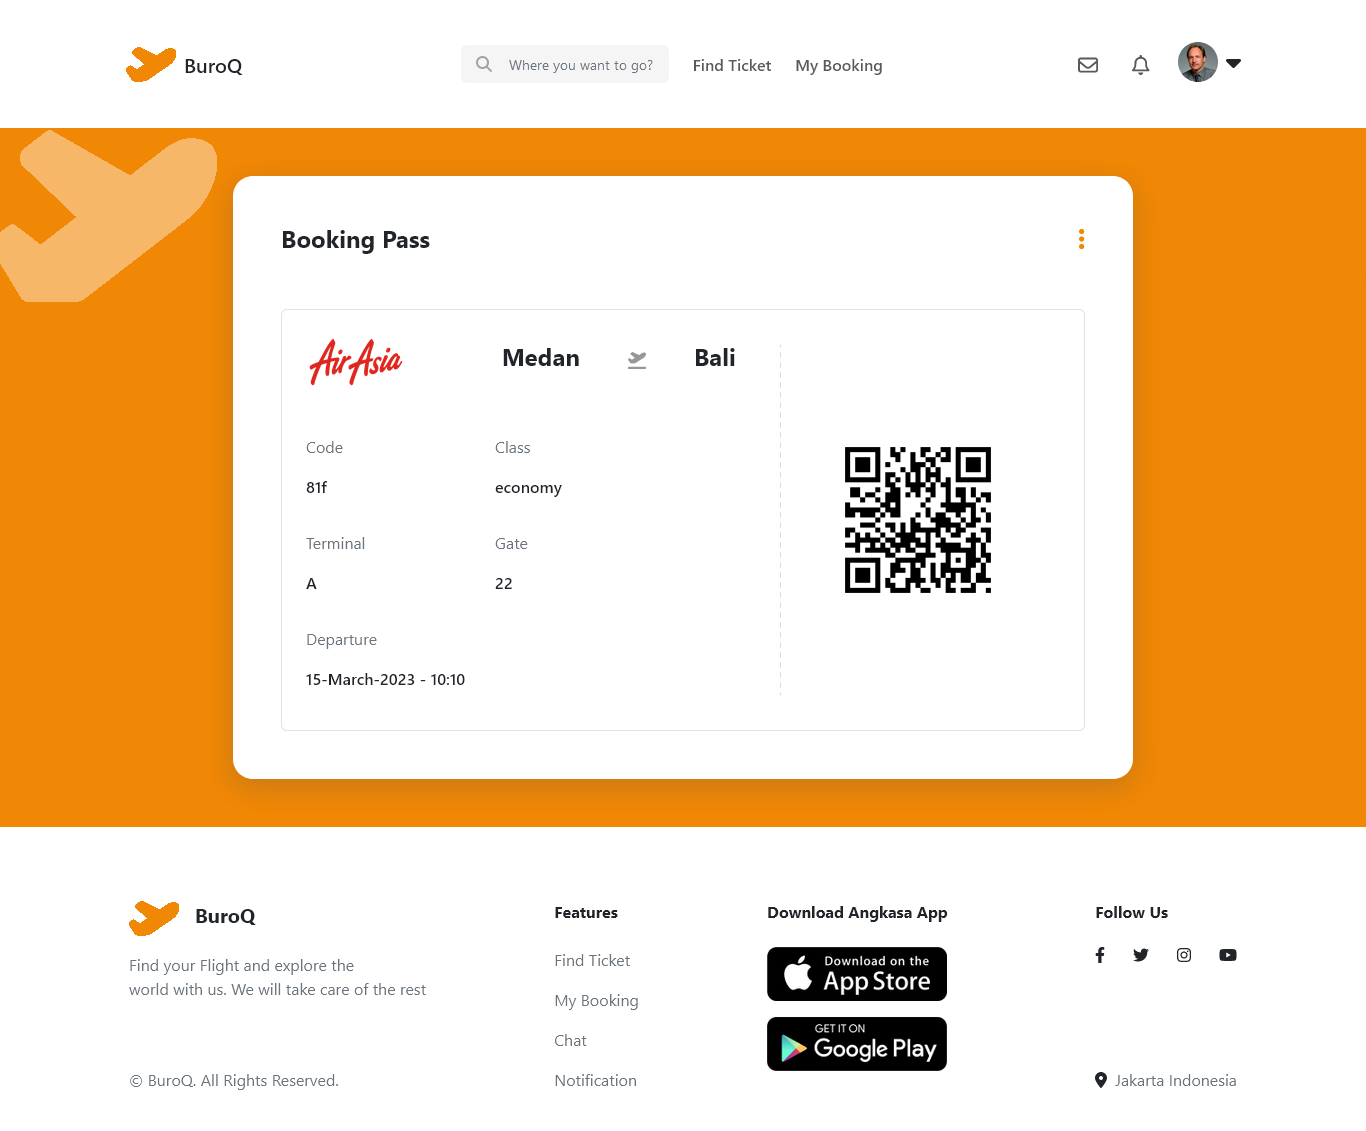 BuroQ
Where you want to go?
Find Ticket
My Booking
Booking Pass
AirAsia
Medan
Bali
Code
Class
81f
economy
Terminal
Gate
A
22
Departure
15-March-2023 - 10:10
BuroQ
Find your Flight and explore the
world with us. We will take care of the rest
© BuroQ. All Rights Reserved.
Features
Find Ticket
My Booking
Chat
Notification
Download Angkasa App
Download on the
App Store
GET IT ON
Google Play
Follow Us
Jakarta Indonesia